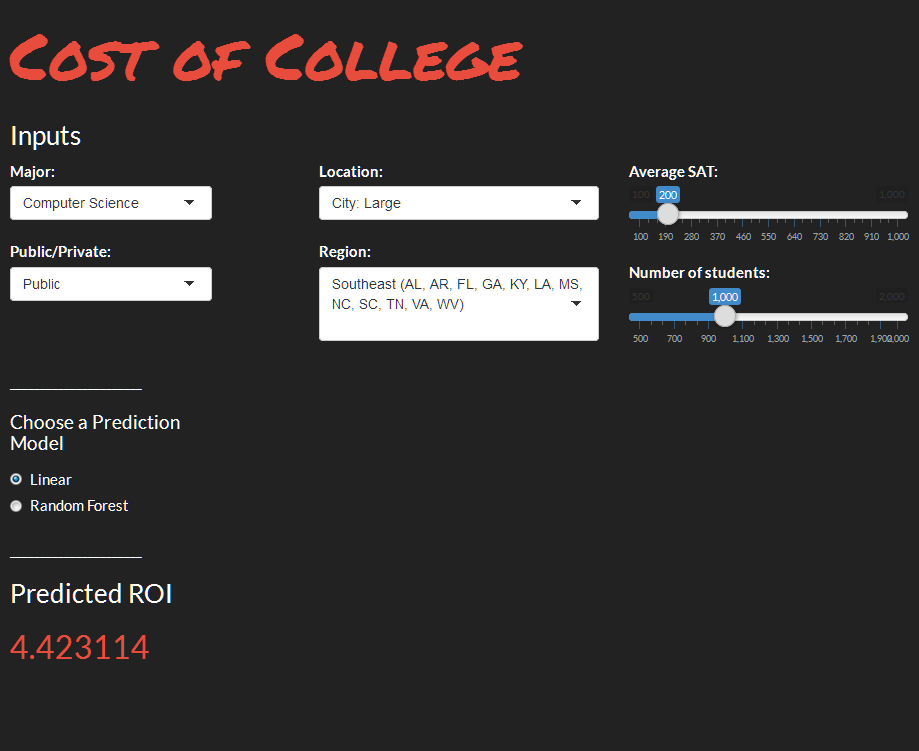 Cost of College
Inputs
Major:
Computer Science
Public/Private:
Public
Location:
City: Large
Region:
Southeast (AL, AR, FL, GA, KY, LA, MS,
NC, SC, TN, VA, WV)
Average SAT:
100 200 1,000
100 190 280 370 460 550 640 730 820 910 1,000
Number of students:
500 1,000 2,000
500 700 900 1,100 1,300 1,500 1,700 1,900 2,000
Choose a Prediction
Model
Linear
Random Forest
Predicted ROI
4.423114